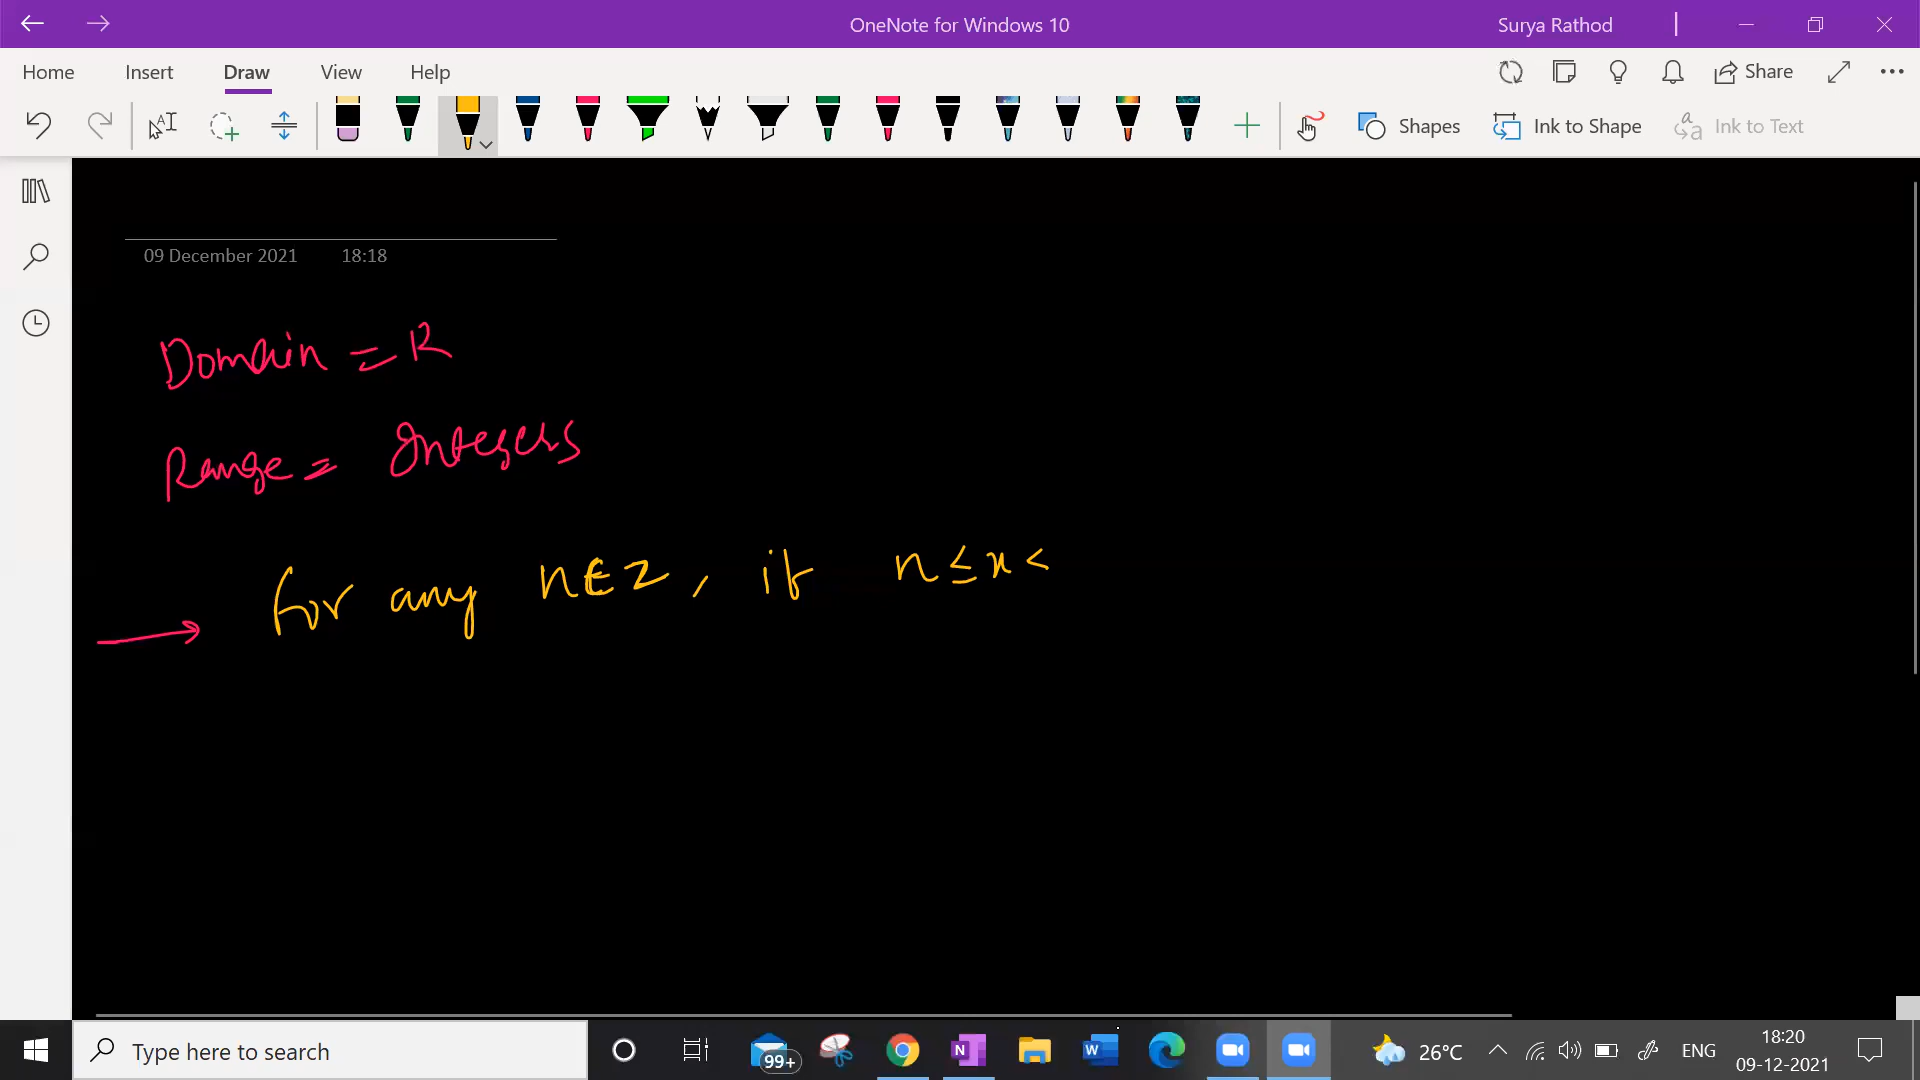 OneNote for Windows 10
Surya Rathod
Home Insert Draw View Help
Share
Shapes Ink to Shape Ink to Text
09 December 2021 18:18
Domain = R
Range = Integers
for any n∈Z, if n ≤ x <
Type here to search
99+
26°C
ENG
18:20
09-12-2021